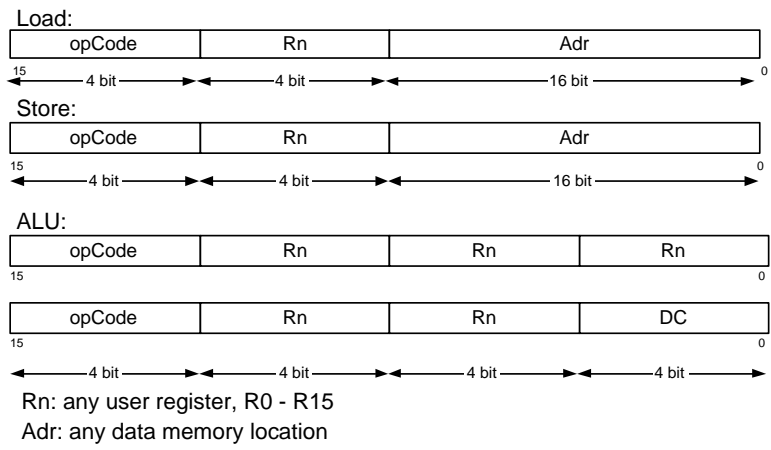 Load:
opCode Rn Adr
15 0
4 bit 4 bit 16 bit
Store:
opCode Rn Adr
15 0
4 bit 4 bit 16 bit
ALU:
opCode Rn Rn Rn
15 0
opCode Rn Rn DC
15 0
4 bit 4 bit 4 bit 4 bit
Rn: any user register, R0 - R15
Adr: any data memory location